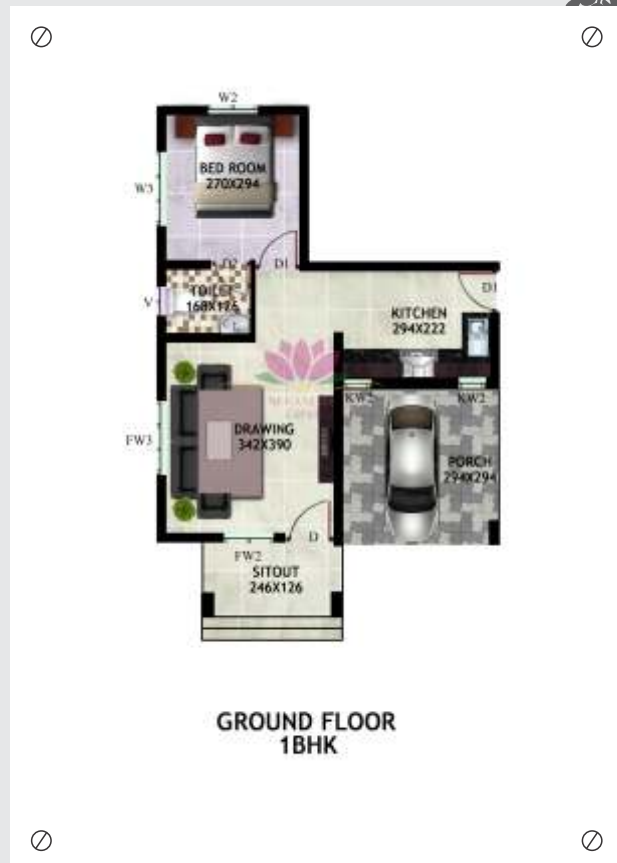 W2
BED ROOM
270X294
W3
D2
D1
TOILET
168X126
V
D1
KITCHEN
294X222
KW2
KW2
FW3
DRAWING
342X390
PORCH
294X294
D
FW2
SITOUT
246X126
GROUND FLOOR
1BHK